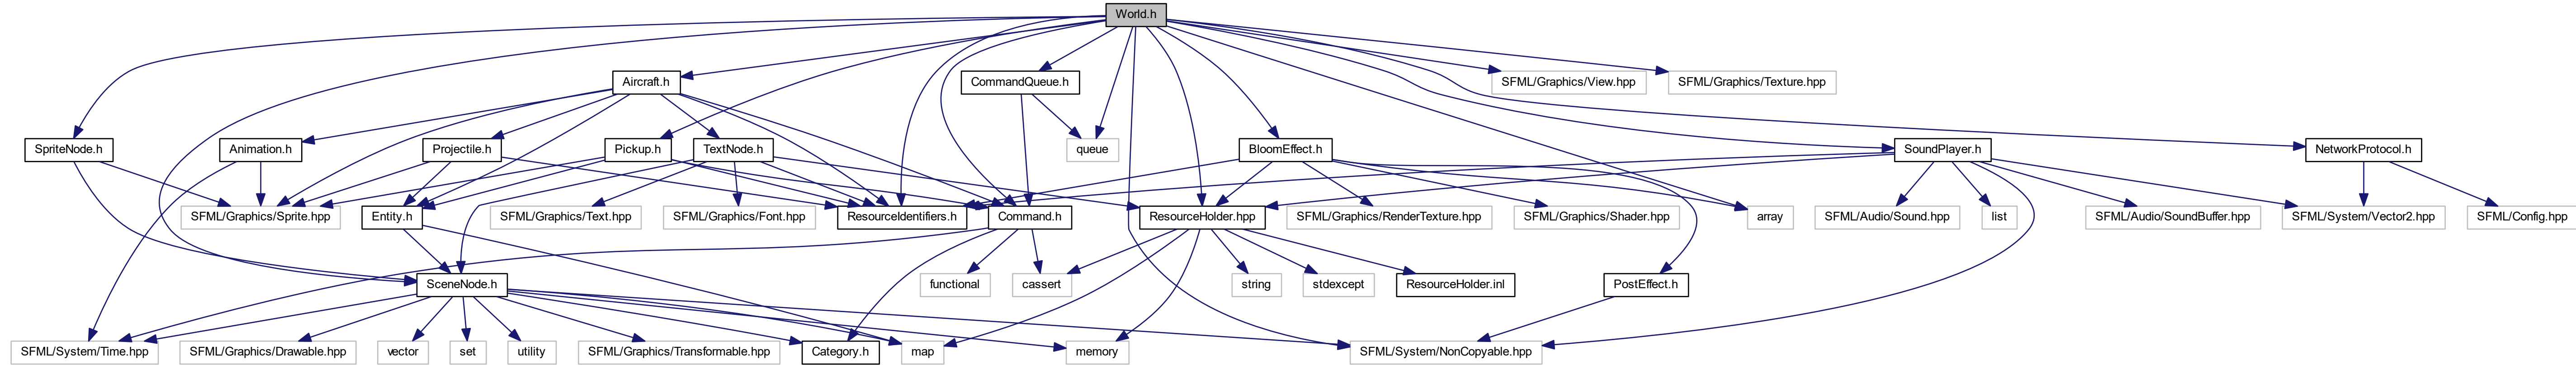 World.h
Aircraft.h
CommandQueue.h
SFML/Graphics/View.hpp
SFML/Graphics/Texture.hpp
SpriteNode.h
Animation.h
Projectile.h
Pickup.h
TextNode.h
queue
BloomEffect.h
SoundPlayer.h
NetworkProtocol.h
SFML/Graphics/Sprite.hpp
Entity.h
SFML/Graphics/Text.hpp
SFML/Graphics/Font.hpp
ResourceIdentifiers.h
Command.h
ResourceHolder.hpp
SFML/Graphics/RenderTexture.hpp
SFML/Graphics/Shader.hpp
array
SFML/Audio/Sound.hpp
list
SFML/Audio/SoundBuffer.hpp
SFML/System/Vector2.hpp
SFML/Config.hpp
SceneNode.h
functional
cassert
string
stdexcept
ResourceHolder.inl
PostEffect.h
SFML/System/Time.hpp
SFML/Graphics/Drawable.hpp
vector
set
utility
SFML/Graphics/Transformable.hpp
Category.h
map
memory
SFML/System/NonCopyable.hpp